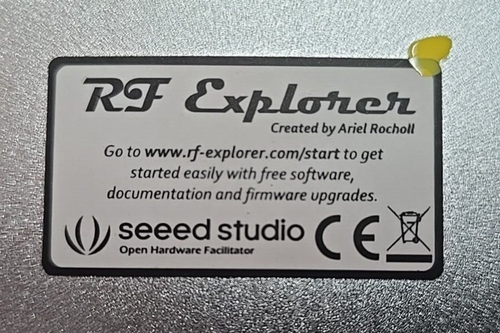 RF Explorer
Created by Ariel Rocholl
Go to www.rf-explorer.com/start to get
started easily with free software,
documentation and firmware upgrades.
seeed studio
Open Hardware Facilitator
CE